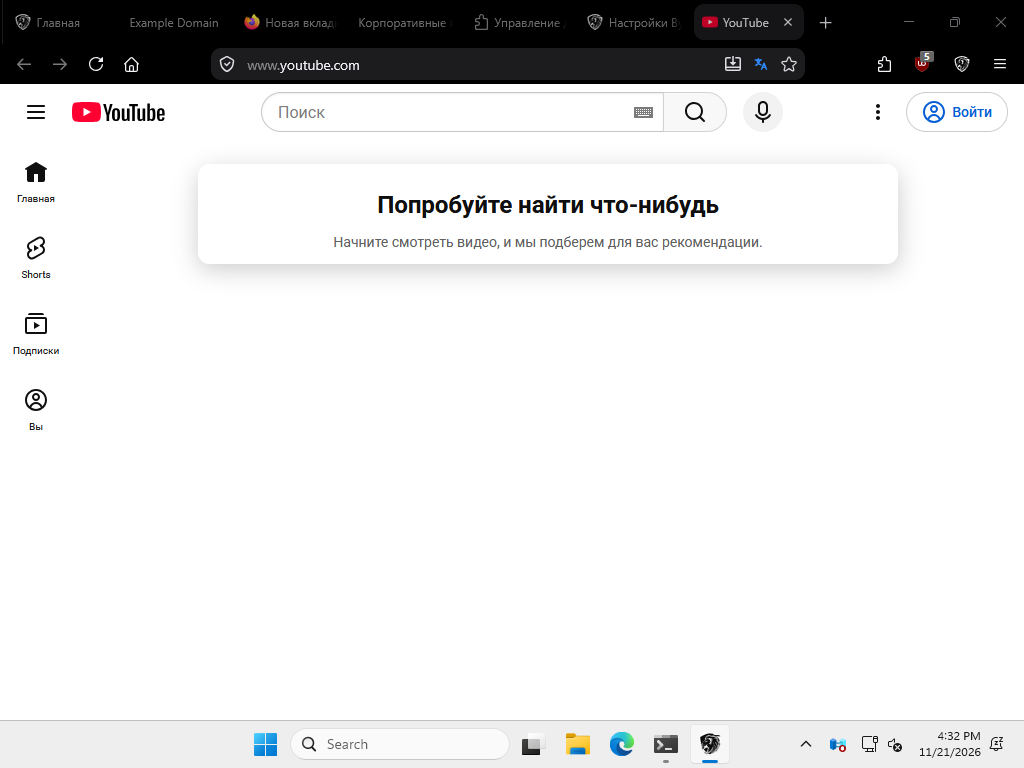 Главная
Example Domain
Новая вклад
Корпоративные
Управление
Настройки В
YouTube
www.youtube.com
5
YouTube
Поиск
Войти
Главная
Shorts
Подписки
Вы
Попробуйте найти что-нибудь
Начните смотреть видео, и мы подберем для вас рекомендации.
Search
4:32 PM
11/21/2026